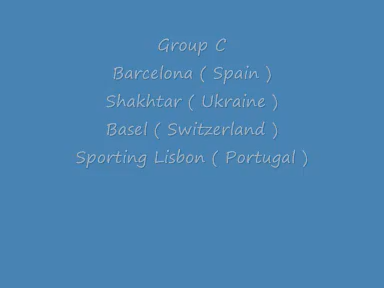 Group C
Barcelona ( Spain )
Shakhtar ( Ukraine )
Basel ( Switzerland )
Sporting Lisbon ( Portugal )